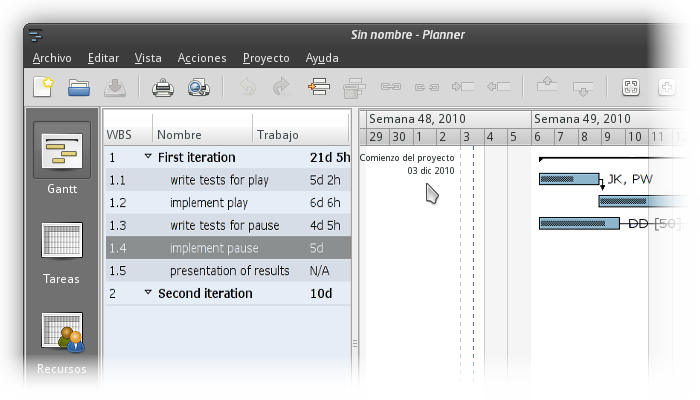 Sin nombre - Planner
Archivo Editar Vista Acciones Proyecto Ayuda
WBS Nombre Trabajo
Semana 48, 2010 Semana 49, 2010
29 30 1 2 3 4 5 6 7 8 9 10 11 12
1 First iteration 21d 5h
1.1 write tests for play 5d 2h
1.2 implement play 6d 6h
1.3 write tests for pause 4d 5h
1.4 implement pause 5d
1.5 presentation of results N/A
2 Second iteration 10d
Gantt
Tareas
Recursos
Comienzo del proyecto
03 dic 2010
JK, PW
DD [50]